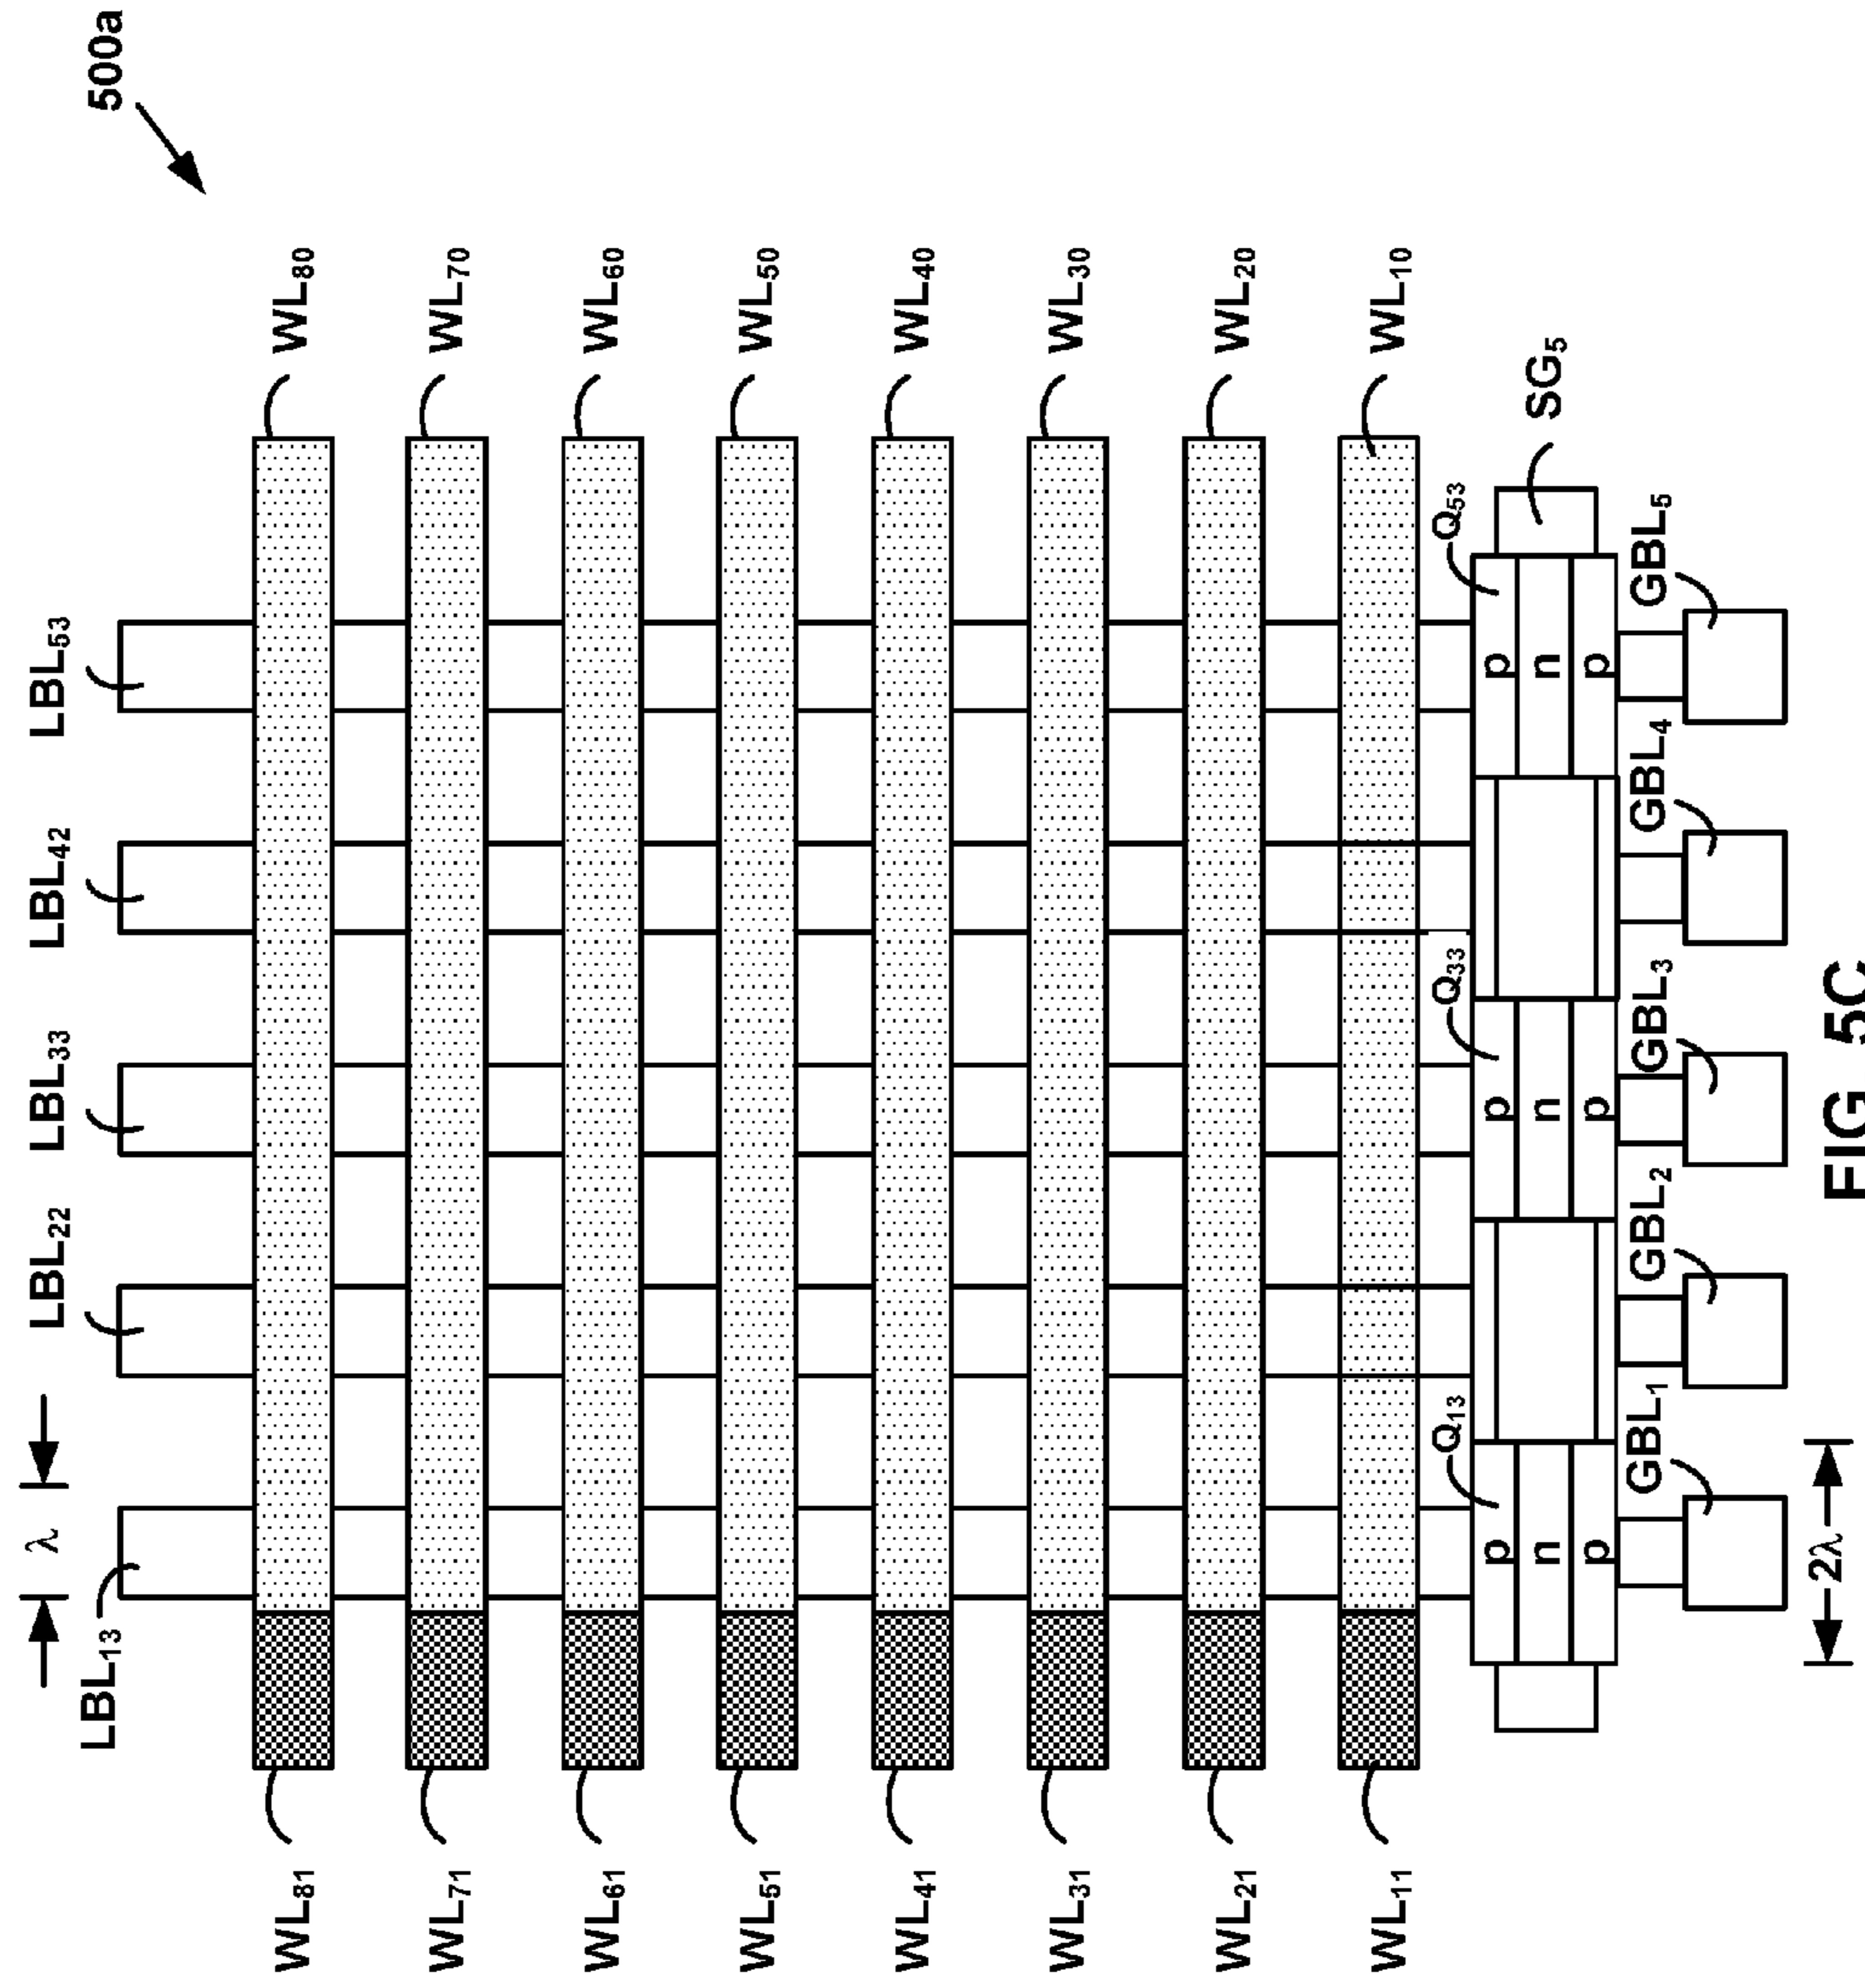 500a
λ
LBL13
LBL22
LBL33
LBL42
LBL53
WL81
WL80
WL71
WL70
WL61
WL60
WL51
WL50
WL41
WL40
WL31
WL30
WL21
WL20
WL11
WL10
Q13
Q33
Q53
SG5
p
n
p
p
n
p
p
n
p
GBL1
GBL2
GBL3
GBL4
GBL5
2λ
FIG. 5C